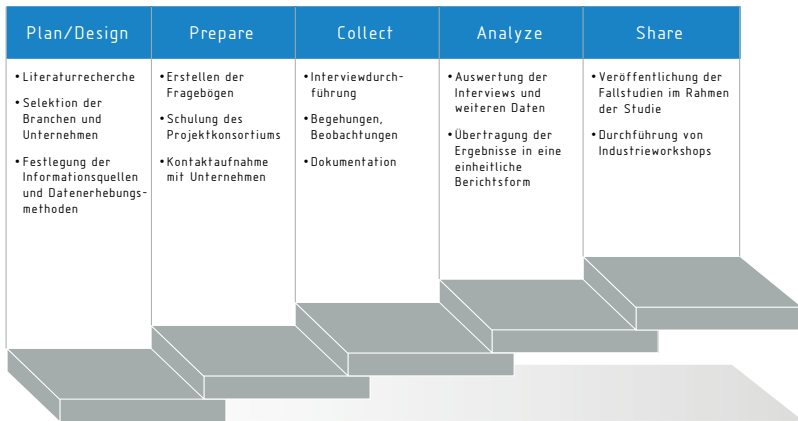 Plan/Design
• Literaturrecherche
• Selektion der
Branchen und
Unternehmen
• Festlegung der
Informationsquellen
und Datenerhebungs-
methoden
Prepare
• Erstellen der
Fragebögen
• Schulung des
Projektkonsortiums
• Kontaktaufnahme
mit Unternehmen
Collect
• Interviewdurch-
führung
• Begehungen,
Beobachtungen
• Dokumentation
Analyze
• Auswertung der
Interviews und
weiteren Daten
• Übertragung der
Ergebnisse in eine
einheitliche
Berichtsform
Share
• Veröffentlichung der
Fallstudien im Rahmen
der Studie
• Durchführung von
Industrieworkshops